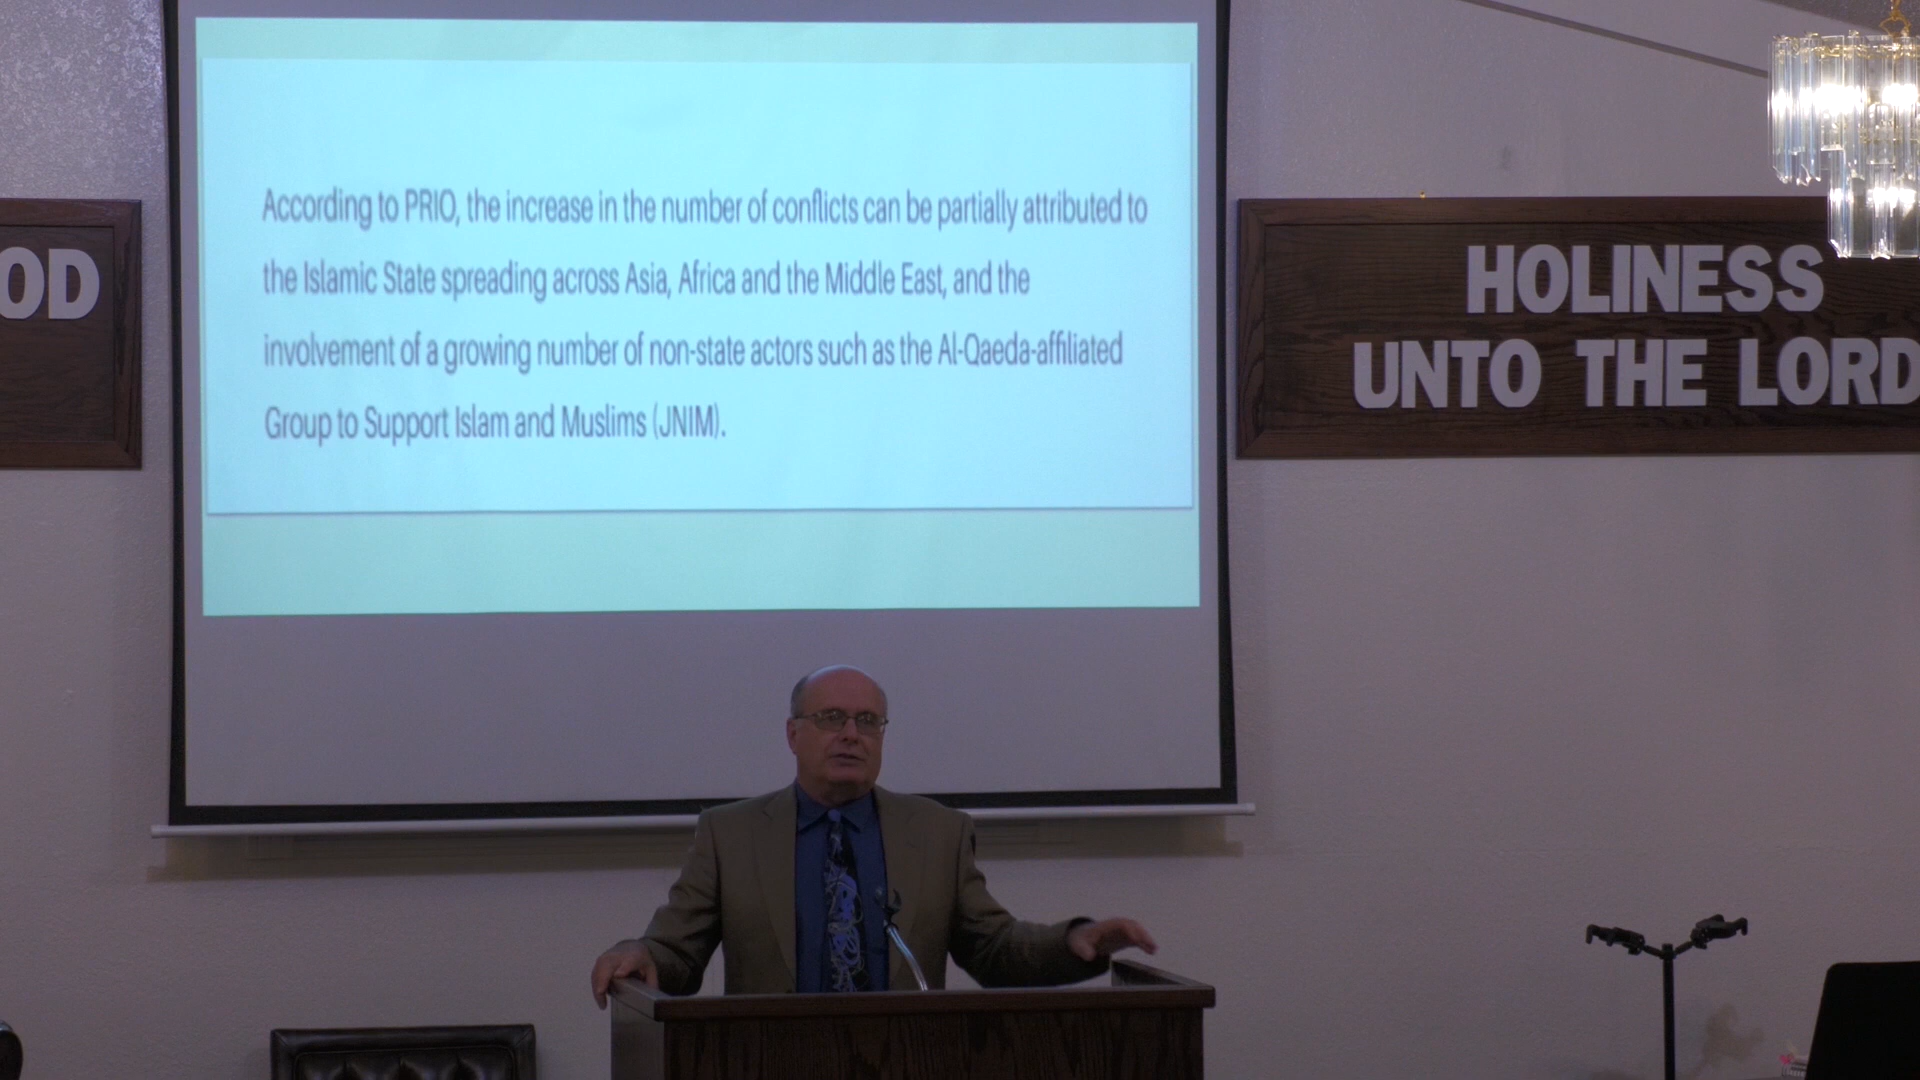 According to PRIO, the increase in the number of conflicts can be partially attributed to
the Islamic State spreading across Asia, Africa and the Middle East, and the
involvement of a growing number of non-state actors such as the Al-Qaeda-affiliated
Group to Support Islam and Muslims (JNIM).
OD
HOLINESS
UNTO THE LORD